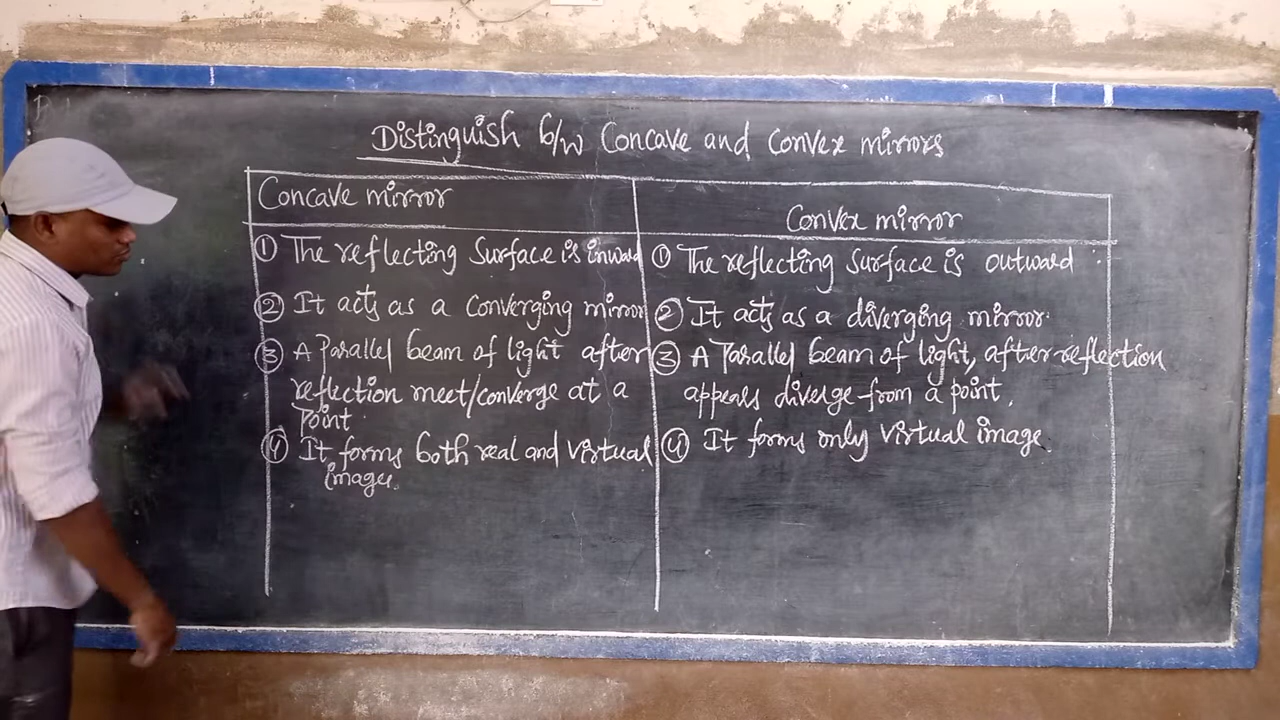 Distinguish b/w Concave and Convex mirrors
Concave mirror
① The reflecting Surface is inward
② It acts as a Converging mirror
③ A Parallel beam of light after
reflection meet/converge at a
Point.
④ It forms both real and virtual
images.
Convex mirror
① The reflecting Surface is outward
② It acts as a diverging mirror.
③ A Parallel beam of light, after reflection
appears diverge from a point.
④ It forms only virtual image.